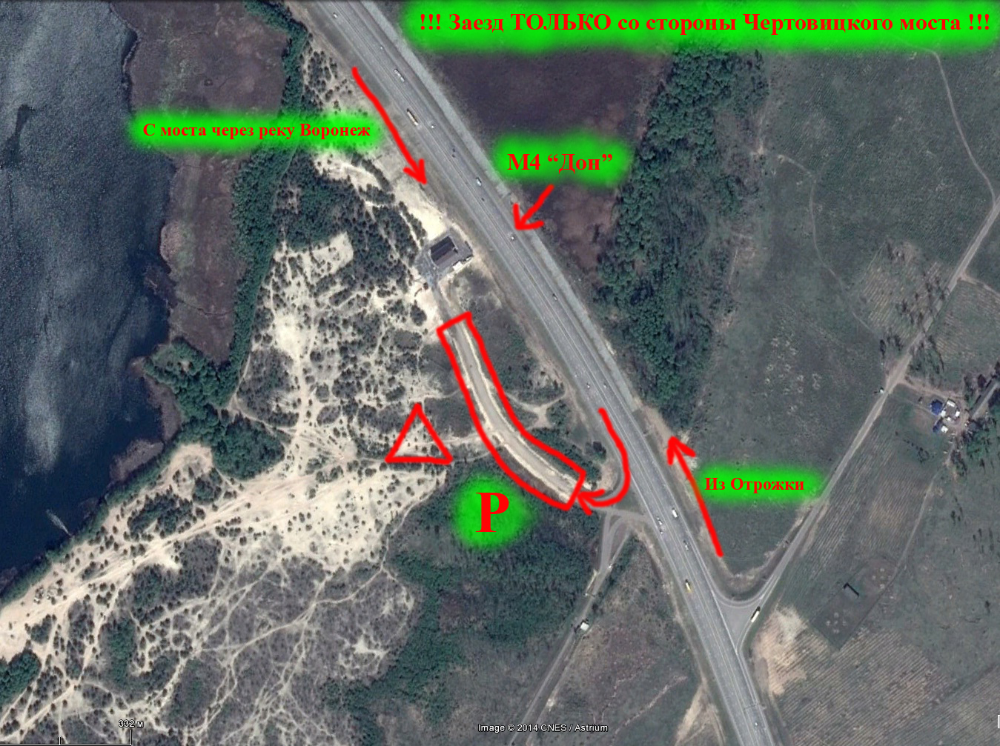 !!! Заезд ТОЛЬКО со стороны Чертовицкого моста !!!
С моста через реку Воронеж
М4 “Дон”
Из Отрожки
Р
332 м
Image © 2014 CNES / Astrium